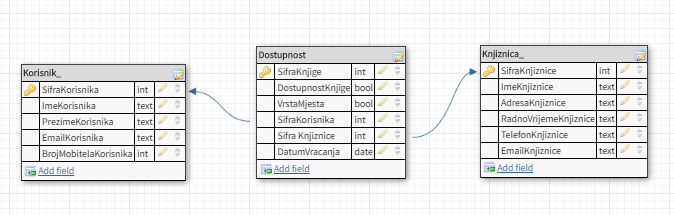 Korisnik_
SifraKorisnika int
ImeKorisnika text
PrezimeKorisnika text
EmailKorisnika text
BrojMobitelaKorisnika int
Add field
Dostupnost
SifraKnjige int
DostupnostKnjige bool
VrstaMjesta bool
SifraKorisnika int
Sifra Knjiznice int
DatumVracanja date
Add field
Knjiznica_
SifraKnjiznice int
ImeKnjiznice text
AdresaKnjiznice text
RadnoVrijemeKnjiznice text
TelefonKnjiznice text
EmailKnjiznice text
Add field